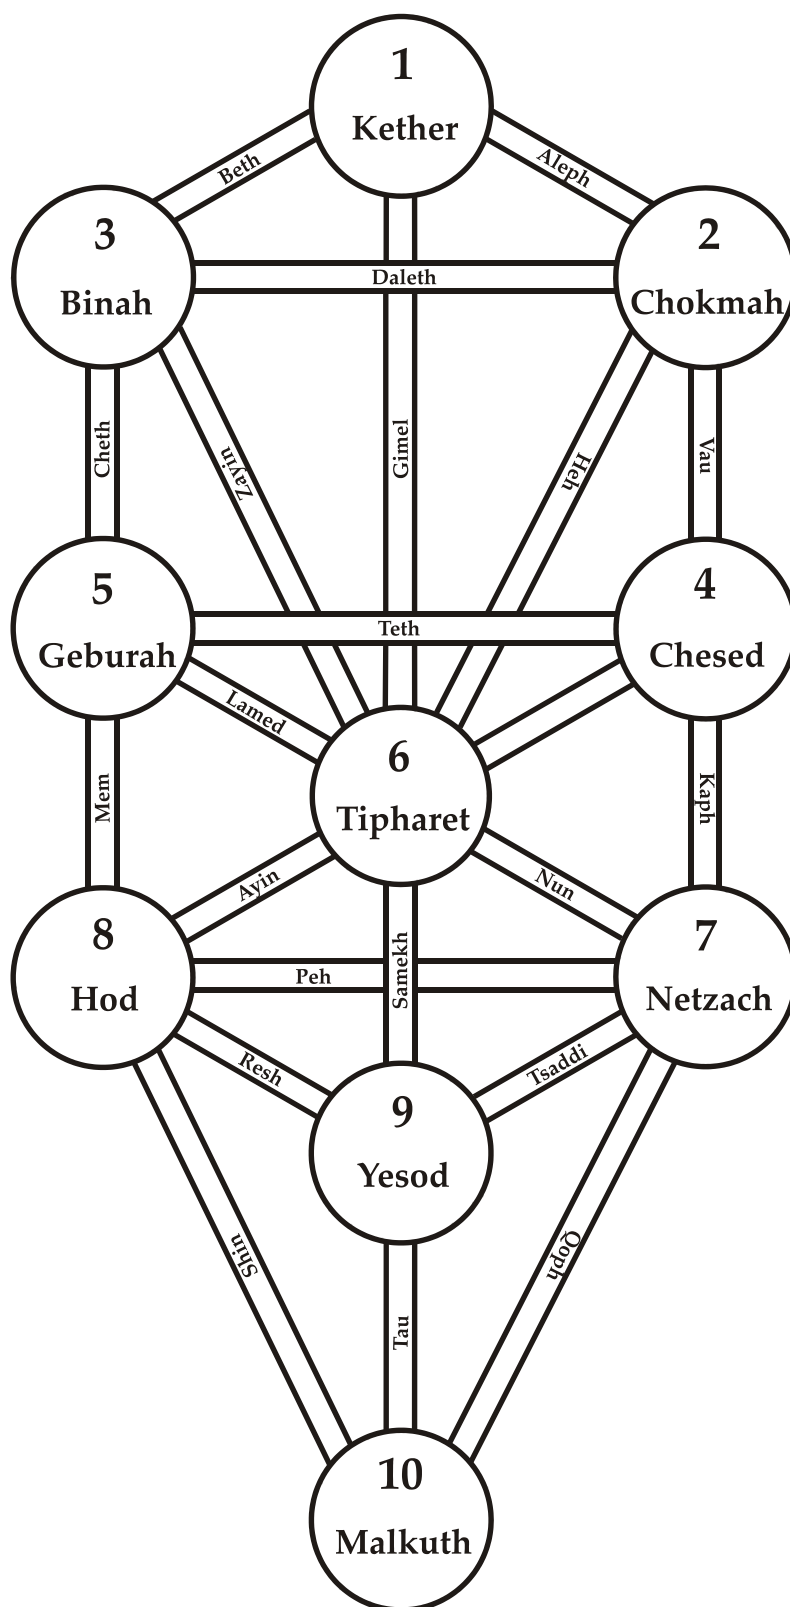 1
Kether
Beth
Aleph
3
Binah
2
Chokmah
Daleth
Cheth
Zayin
Gimel
Heh
Vau
5
Geburah
4
Chesed
Teth
Lamed
6
Tipharet
Mem
Kaph
Ayin
Nun
8
Hod
7
Netzach
Peh
Samekh
Resh
Tsaddi
9
Yesod
Shin
Qoph
Tau
10
Malkuth